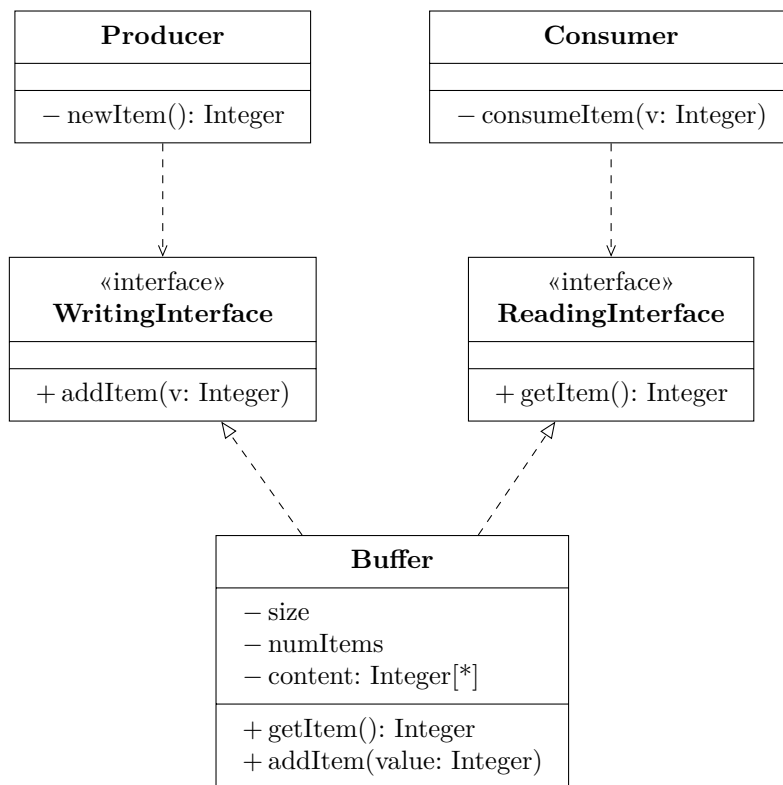 Producer
− newItem(): Integer
Consumer
− consumeItem(v: Integer)
«interface»
WritingInterface
+ addItem(v: Integer)
«interface»
ReadingInterface
+ getItem(): Integer
Buffer
− size
− numItems
− content: Integer[*]
+ getItem(): Integer
+ addItem(value: Integer)